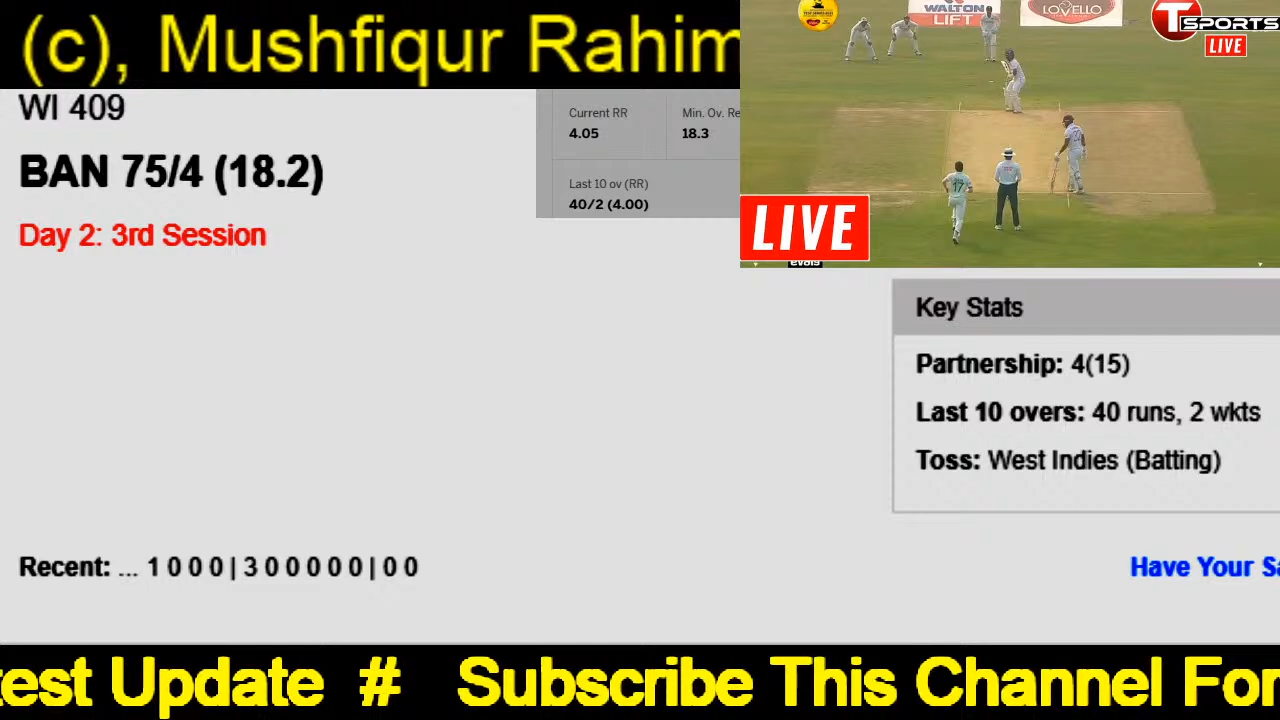 (c), Mushfiqur Rahim
WI 409
BAN 75/4 (18.2)
Day 2: 3rd Session
Current RR
4.05
Min. Ov. Re
18.3
Last 10 ov (RR)
40/2 (4.00)
WALTON
LIFT
LOVELLO
T SPORTS
LIVE
17
LIVE
evaly
Key Stats
Partnership: 4(15)
Last 10 overs: 40 runs, 2 wkts
Toss: West Indies (Batting)
Recent: ... 1 0 0 0 | 3 0 0 0 0 0 | 0 0
Have Your Sa
test Update # Subscribe This Channel For